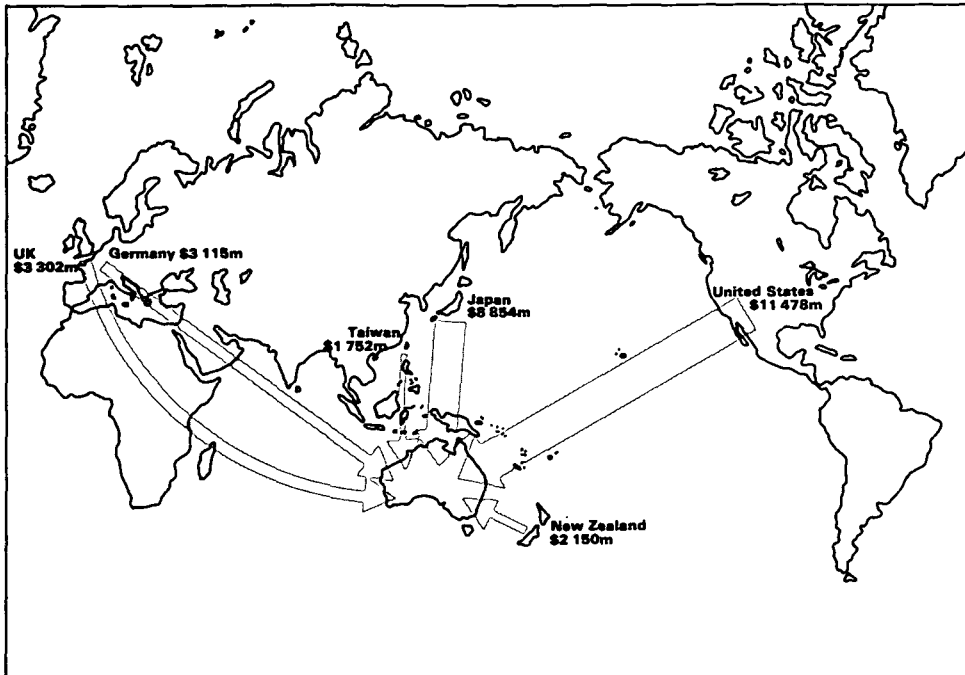 UK
$3 302m
Germany $3 115m
Taiwan
$1 752m
Japan
$8 854m
United States
$11 478m
New Zealand
$2 150m